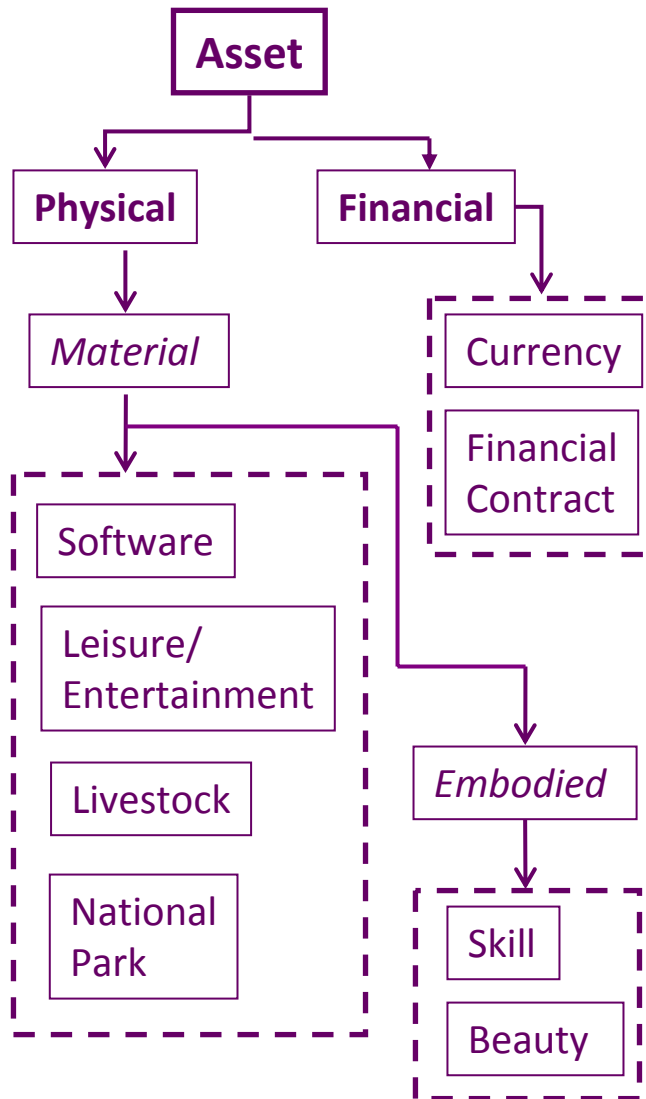 Asset
Physical
Financial
Material
Currency
Financial
Contract
Software
Leisure/
Entertainment
Livestock
National
Park
Embodied
Skill
Beauty